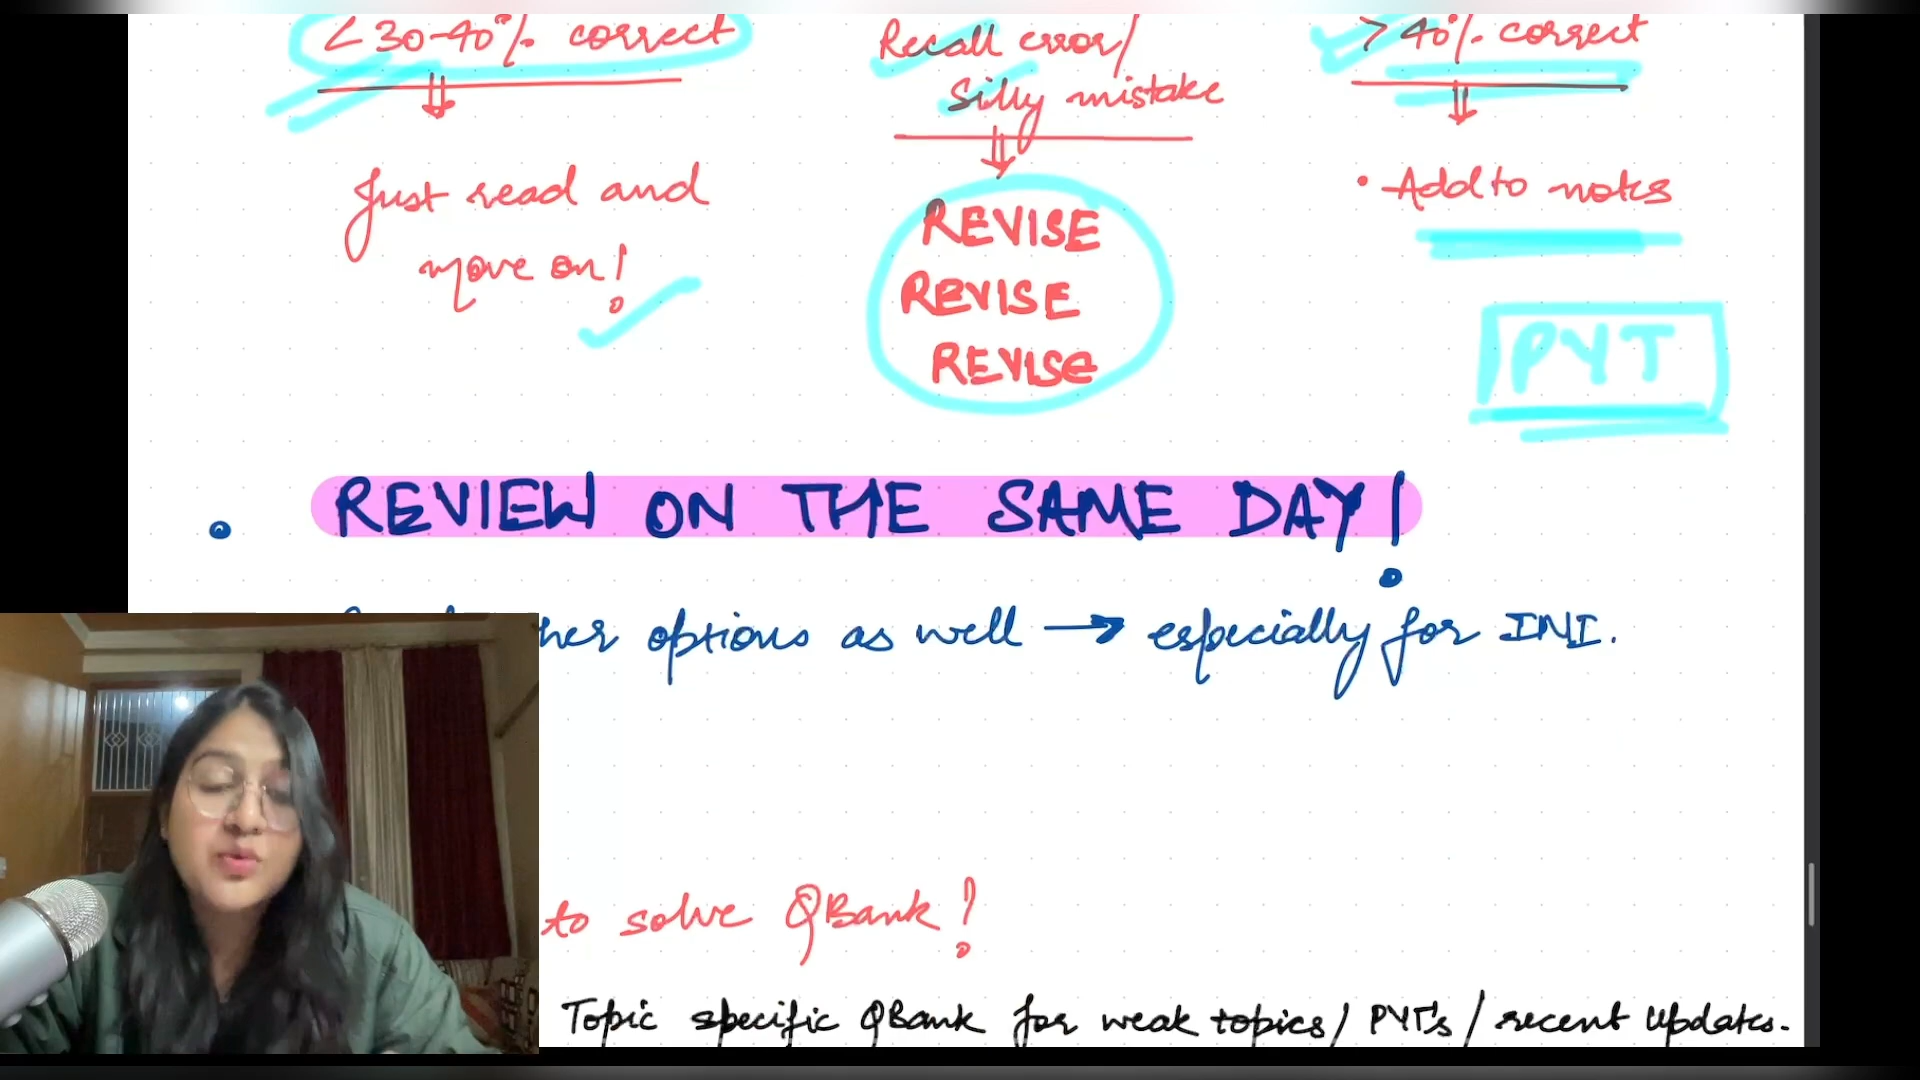 <30-40% correct
Just read and
move on!
Recall error/
Silly mistake
REVISE
REVISE
REVISE
>40% correct
• Add to notes
PYT
• REVIEW ON THE SAME DAY!
options as well → especially for INI.
to solve QBank?
Topic specific QBank for weak topics/ PYTs / recent updates.